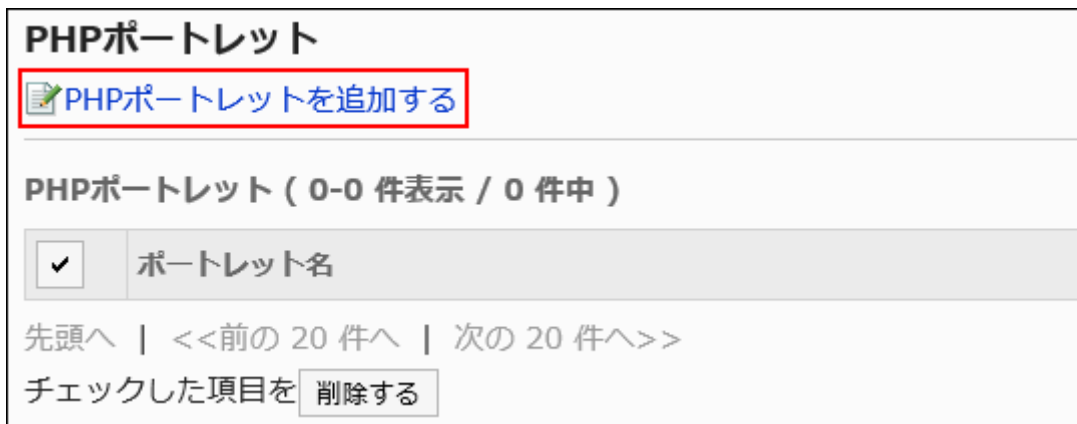 PHPポートレット
PHPポートレットを追加する
PHPポートレット ( 0-0 件表示 / 0 件中 )
ポートレット名
先頭へ | <<前の 20 件へ | 次の 20 件へ>>
チェックした項目を 削除する